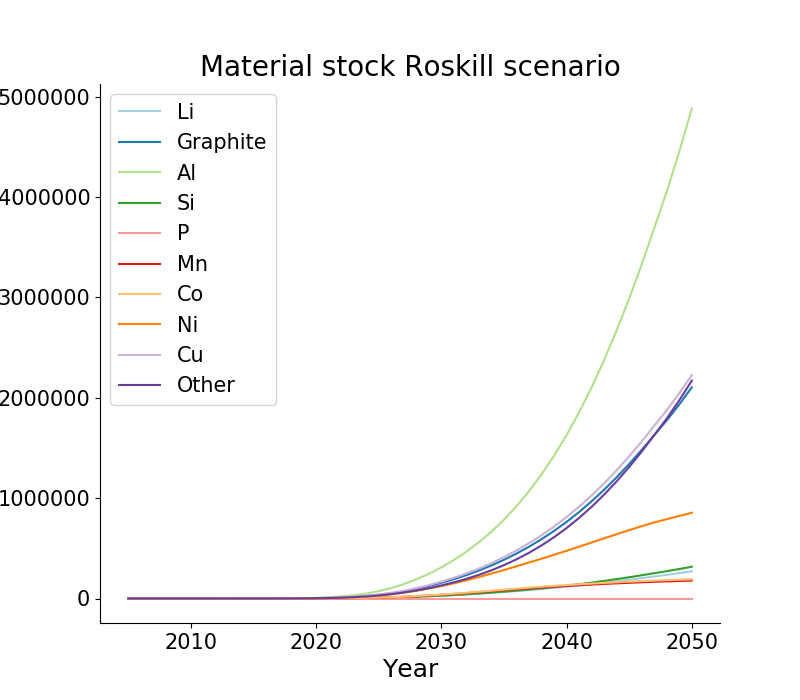 Material stock Roskill scenario
5000000
4000000
3000000
2000000
1000000
0
Li
Graphite
Al
Si
P
Mn
Co
Ni
Cu
Other
2010 2020 2030 2040 2050
Year